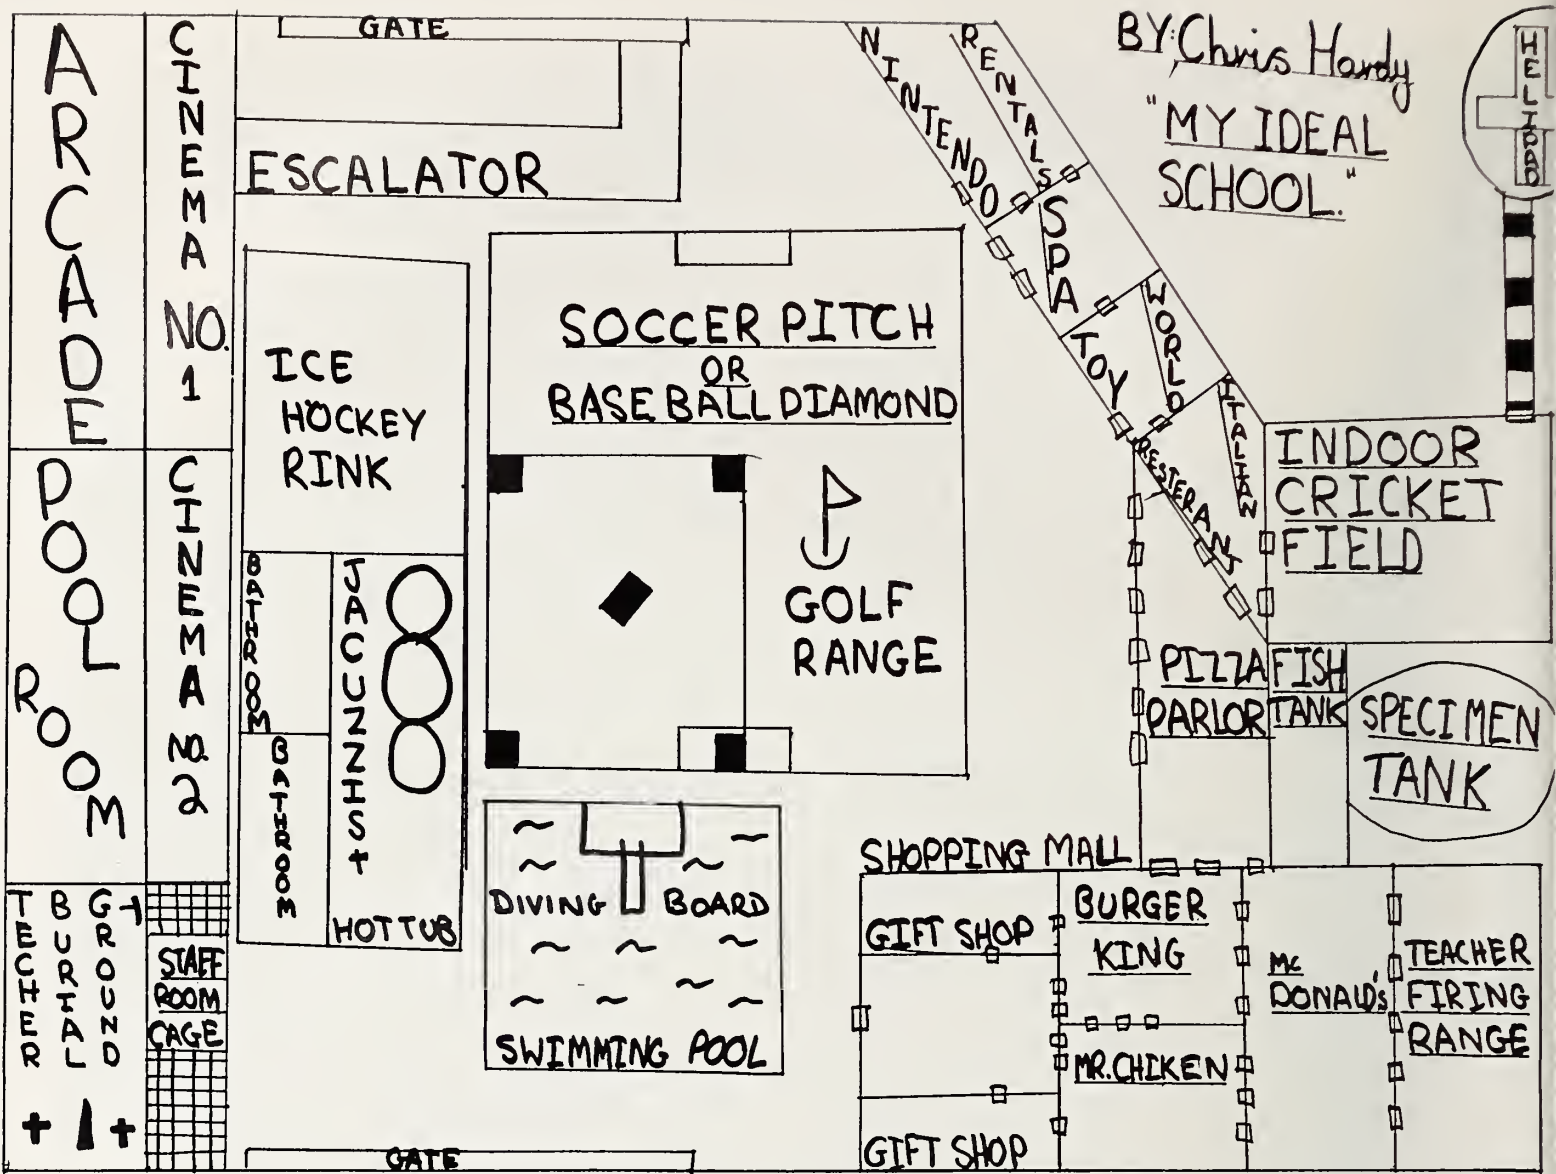 GATE
BY: Chris Hardy
"MY IDEAL
SCHOOL."
HELIPAD
ARCADE
CINEMA
NO.
1
ESCALATOR
NINTENDO
RENTALS
SPA
TOY
WORLD
ITALIAN
RESTERANT
ICE
HOCKEY
RINK
SOCCER PITCH
OR
BASEBALL DIAMOND
GOLF
RANGE
INDOOR
CRICKET
FIELD
POOL
ROOM
CINEMA
NO.
2
BATHROOM
BATHROOM
JACUZZIS +
HOT TUB
PIZZA
PARLOR
FISH
TANK
SPECIMEN
TANK
DIVING BOARD
SWIMMING POOL
SHOPPING MALL
GIFT SHOP
BURGER
KING
MR. CHIKEN
Mc
DONALD's
TEACHER
FIRING
RANGE
GIFT SHOP
TECHER
BURIAL
GROUND
STAFF
ROOM
CAGE
GATE